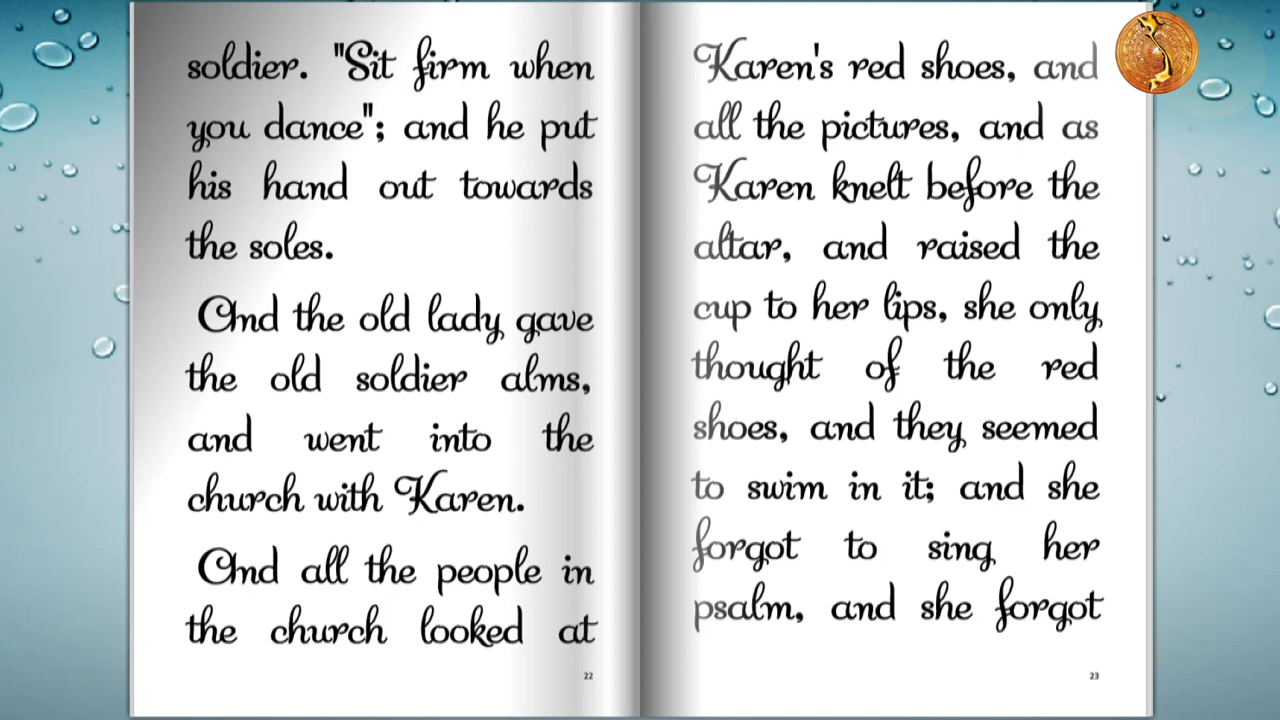 soldier. "Sit firm when
you dance"; and he put
his hand out towards
the soles.
And the old lady gave
the old soldier alms,
and went into the
church with Karen.
And all the people in
the church looked at
22
Karen's red shoes, and
all the pictures, and as
Karen knelt before the
altar, and raised the
cup to her lips, she only
thought of the red
shoes, and they seemed
to swim in it; and she
forgot to sing her
psalm, and she forgot
23